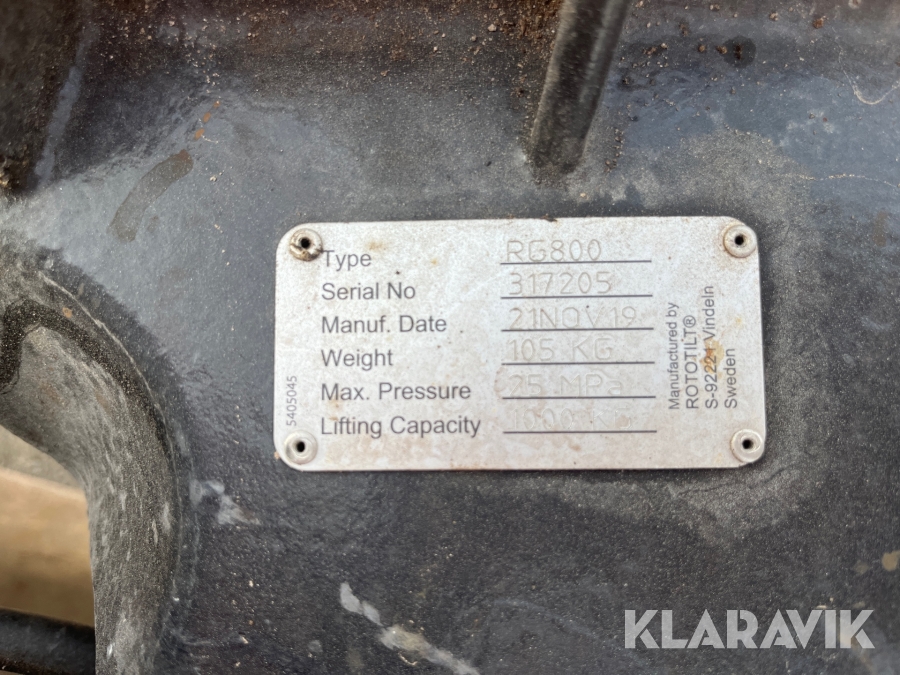 Type RG800
Serial No 317205
Manuf. Date 21NOV19
Weight 105 KG
Max. Pressure 25 MPa
Lifting Capacity
5405045
Manufactured by
ROTOTILT®
S-92221 Vindeln
Sweden
KLARAVIK